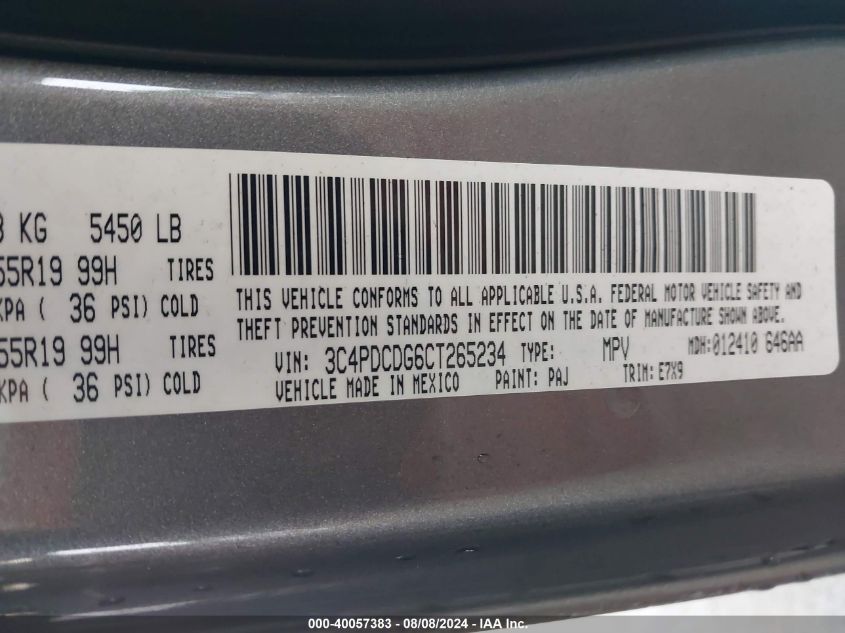 8 KG 5450 LB
55R19 99H TIRES
KPA ( 36 PSI) COLD
55R19 99H TIRES
KPA ( 36 PSI) COLD
THIS VEHICLE CONFORMS TO ALL APPLICABLE U.S.A. FEDERAL MOTOR VEHICLE SAFETY AND
THEFT PREVENTION STANDARDS IN EFFECT ON THE DATE OF MANUFACTURE SHOWN ABOVE.
VIN: 3C4PDCDG6CT265234 TYPE: MPV MDH:012410 646AA
VEHICLE MADE IN MEXICO PAINT: PAJ TRIM: E7X9
000-40057383 - 08/08/2024 - IAA Inc.